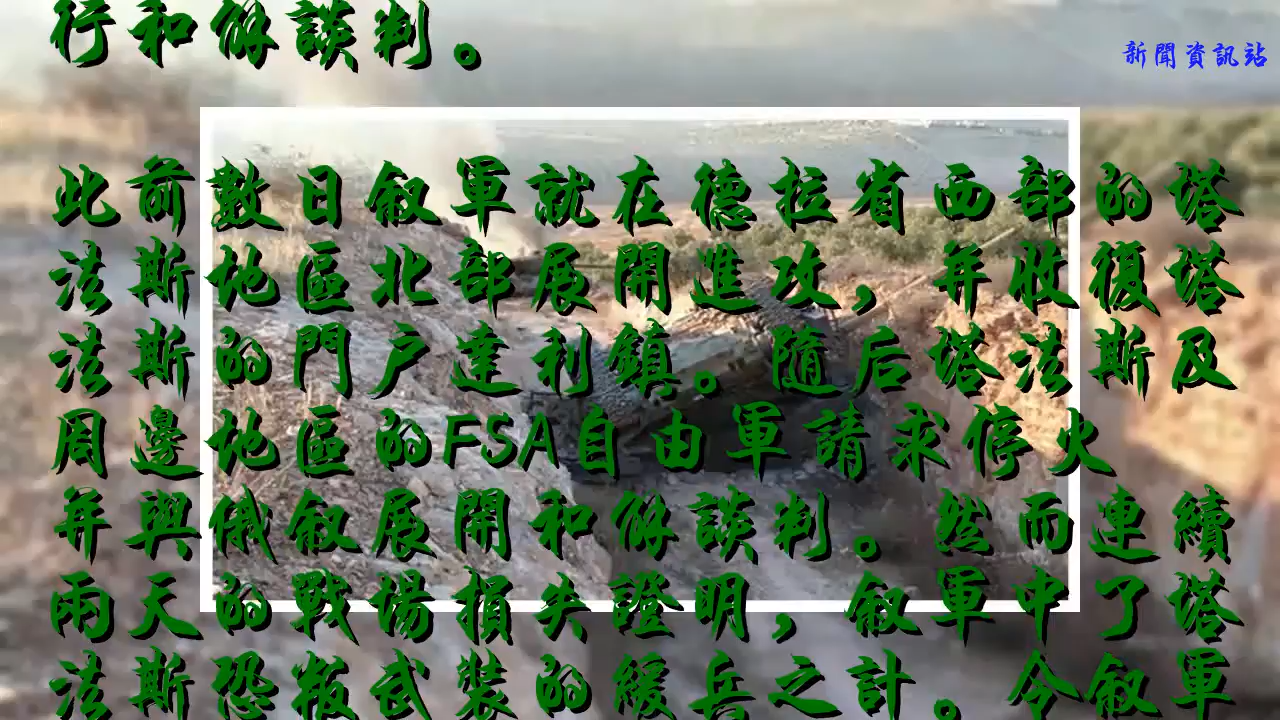 行和解談判。
新聞資訊站
此前數日叙軍就在德拉省西部的塔
法斯地區北部展開進攻，并收復塔
法斯的門户達利鎮。隨后塔法斯及
周邊地區的FSA自由軍請求停火
并與俄叙展開和解談判。然而連續
兩天的戰場損失證明，叙軍中了塔
法斯恐叛武裝的緩兵之計。令叙軍